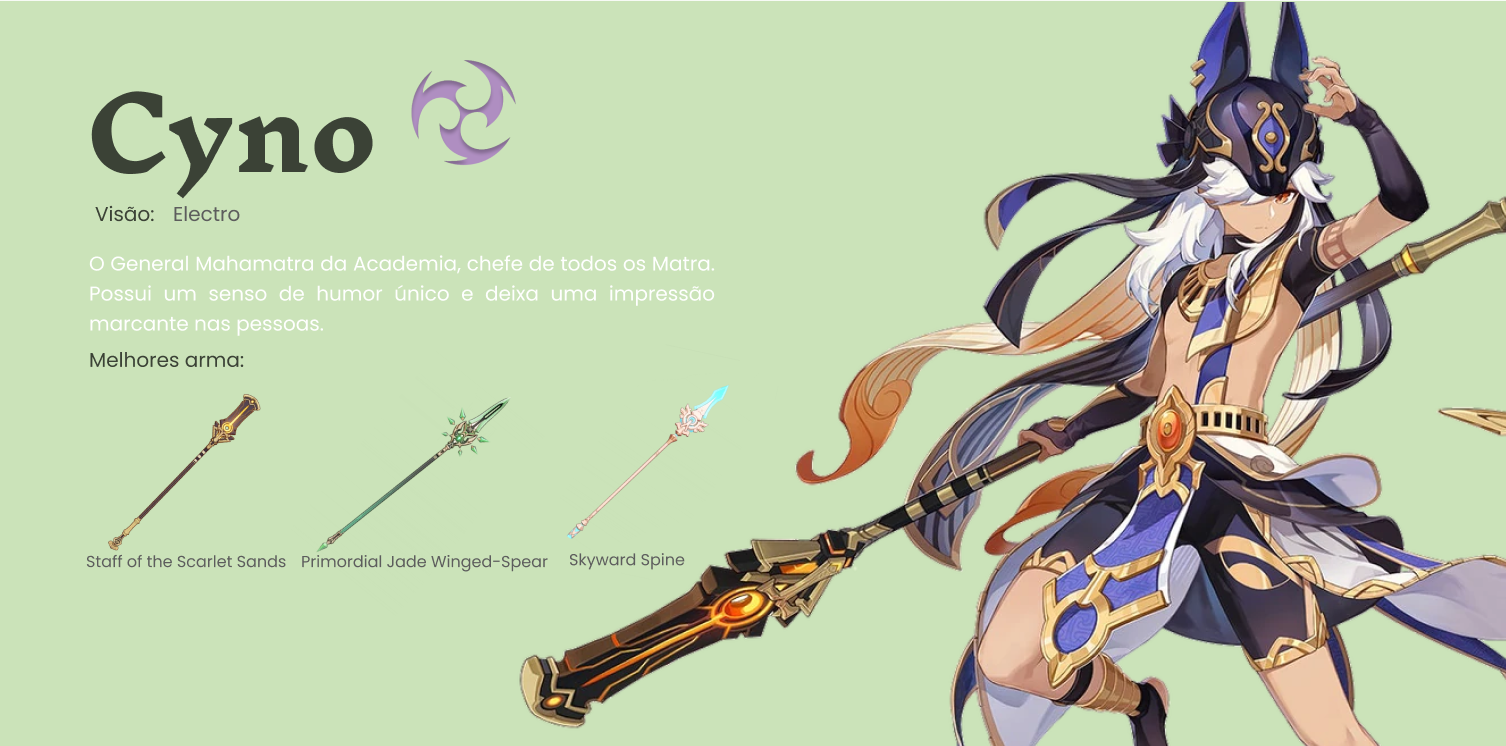 Cyno
Visão: Electro
O General Mahamatra da Academia, chefe de todos os Matra.
Possui um senso de humor único e deixa uma impressão
marcante nas pessoas.
Melhores arma:
Staff of the Scarlet Sands Primordial Jade Winged-Spear Skyward Spine